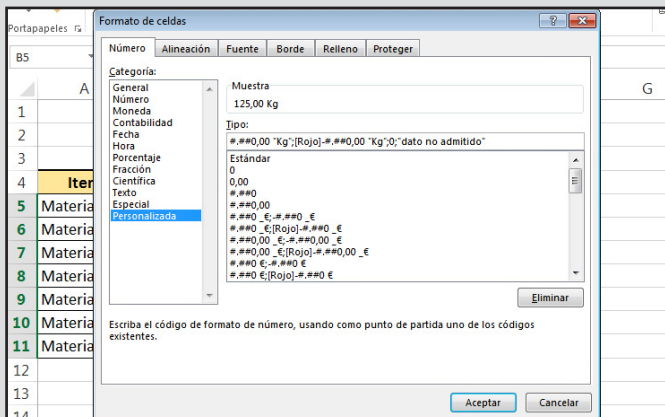 Portapapeles
Formato de celdas
B5
Número Alineación Fuente Borde Relleno Proteger
Categoría:
General
Número
Moneda
Contabilidad
Fecha
Hora
Porcentaje
Fracción
Científica
Texto
Especial
Personalizada
Muestra
125,00 Kg
Tipo:
#.##0,00 "Kg";[Rojo]-#.##0,00 "Kg";0;"dato no admitido"
Estándar
0
0,00
#.##0
#.##0,00
#.##0 _€;-#.##0 _€
#.##0 _€;[Rojo]-#.##0 _€
#.##0,00 _€;-#.##0,00 _€
#.##0,00 _€;[Rojo]-#.##0,00 _€
#.##0 €;-#.##0 €
#.##0 €;[Rojo]-#.##0 €
Eliminar
Escriba el código de formato de número, usando como punto de partida uno de los códigos
existentes.
Aceptar Cancelar
A G
1
2
3
4 Iter
5 Materia
6 Materia
7 Materia
8 Materia
9 Materia
10 Materia
11 Materia
12
13
14